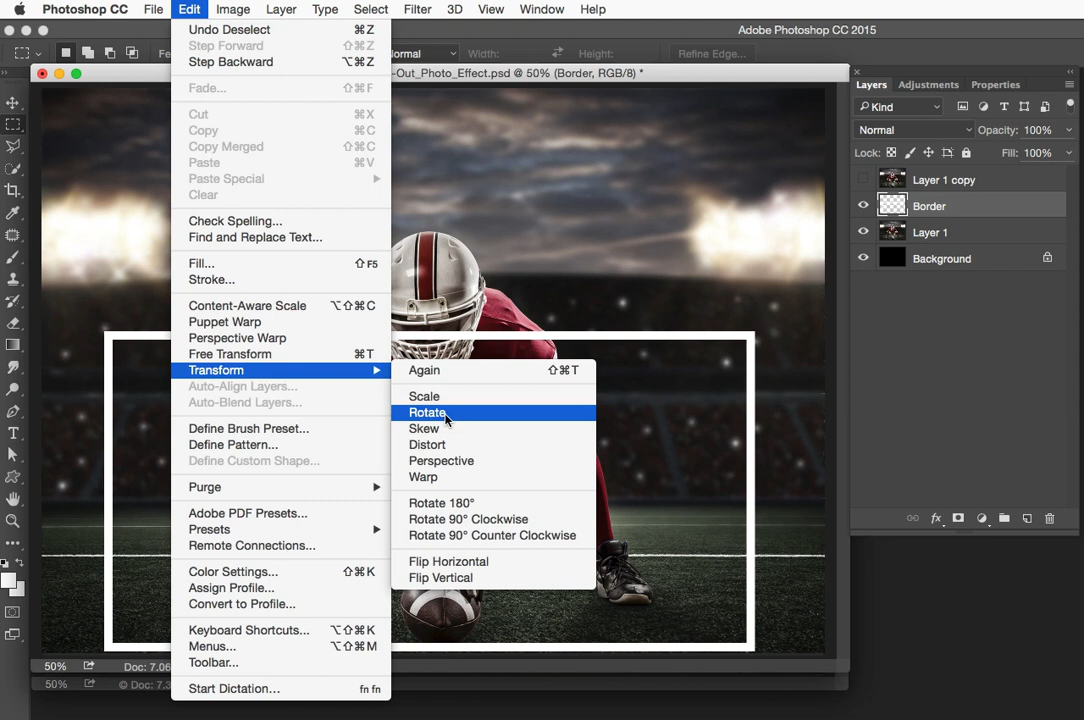 Photoshop CC File Edit Image Layer Type Select Filter 3D View Window Help
Adobe Photoshop CC 2015
Width: Height: Refine Edge...
-Out_Photo_Effect.psd @ 50% (Border, RGB/8) *
Undo Deselect ⌘Z
Step Forward ⇧⌘Z
Step Backward ⌥⌘Z
Fade... ⇧⌘F
Cut ⌘X
Copy ⌘C
Copy Merged ⇧⌘C
Paste ⌘V
Paste Special
Clear
Check Spelling...
Find and Replace Text...
Fill... ⇧F5
Stroke...
Content-Aware Scale ⌥⇧⌘C
Puppet Warp
Perspective Warp
Free Transform ⌘T
Transform
Auto-Align Layers...
Auto-Blend Layers...
Define Brush Preset...
Define Pattern...
Define Custom Shape...
Purge
Adobe PDF Presets...
Presets
Remote Connections...
Color Settings... ⇧⌘K
Assign Profile...
Convert to Profile...
Keyboard Shortcuts... ⌥⇧⌘K
Menus... ⌥⇧⌘M
Toolbar...
Start Dictation... fn fn
Again ⇧⌘T
Scale
Rotate
Skew
Distort
Perspective
Warp
Rotate 180°
Rotate 90° Clockwise
Rotate 90° Counter Clockwise
Flip Horizontal
Flip Vertical
Layers Adjustments Properties
Kind
Normal Opacity: 100%
Lock: Fill: 100%
Layer 1 copy
Border
Layer 1
Background
fx
50% Doc: 7.06
50% © Doc: 7.3